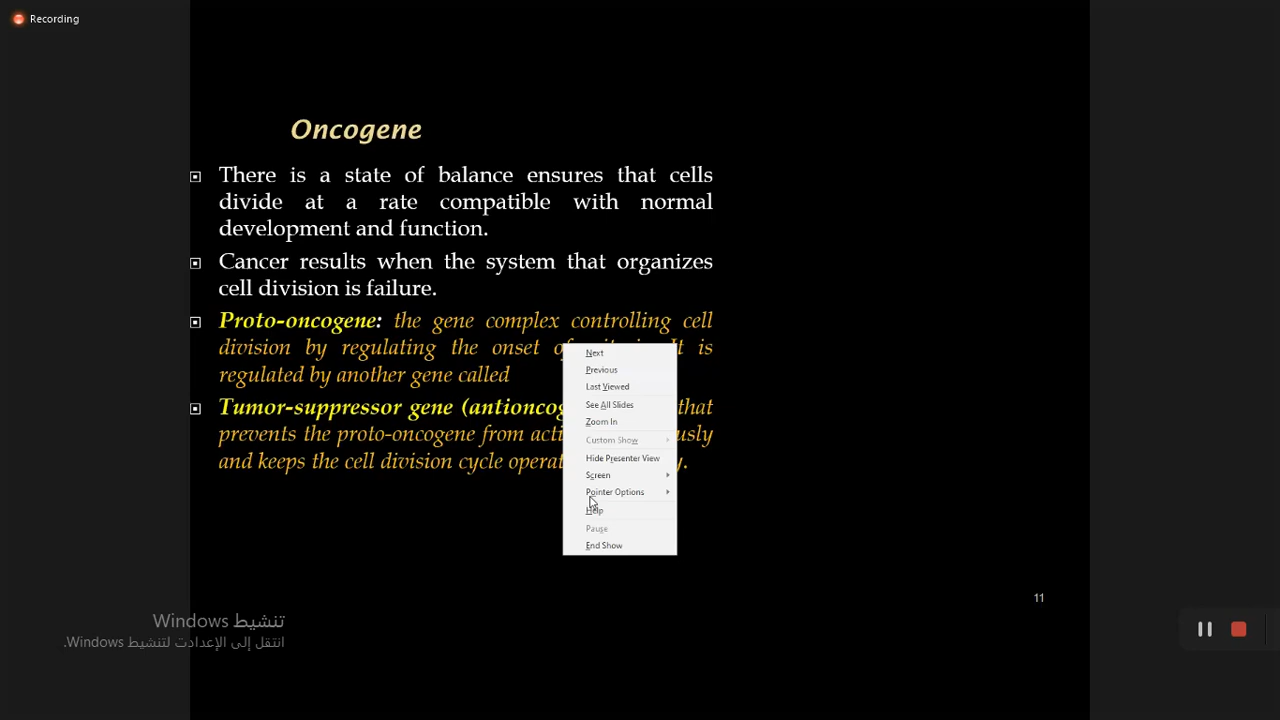 Recording
Oncogene
There is a state of balance ensures that cells
divide at a rate compatible with normal
development and function.
Cancer results when the system that organizes
cell division is failure.
Proto-oncogene: the gene complex controlling cell
division by regulating the onset is
regulated by another gene called
Tumor-suppressor gene that
prevents the proto-oncogene from
and keeps the cell division cycle
Next
Previous
Last Viewed
See All Slides
Zoom In
Custom Show
Hide Presenter View
Screen
Pointer Options
Help
Pause
End Show
11
تنشيط Windows
انتقل إلى الإعدادت لتنشيط Windows.